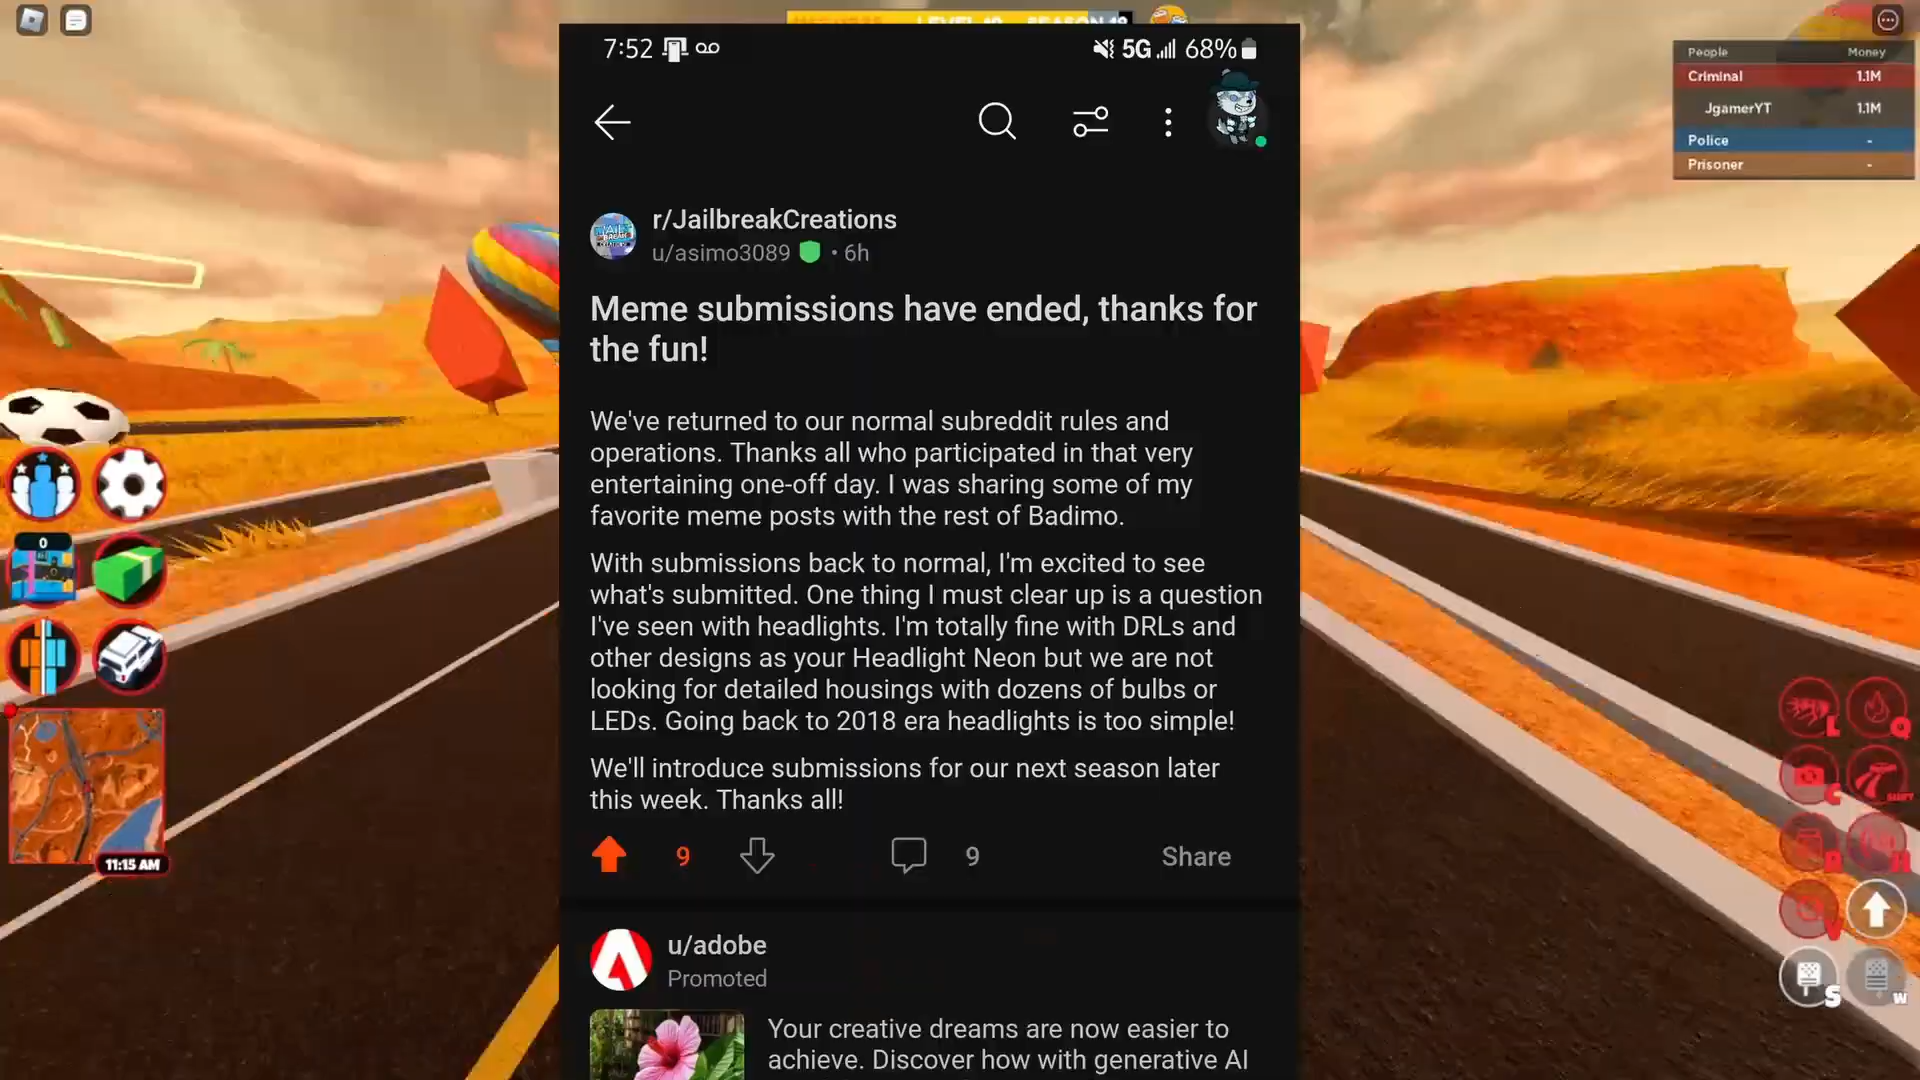 LEVEL 10 SEASON 18
7:52
5G 68%
People Money
Criminal 1.1M
JgamerYT 1.1M
Police -
Prisoner -
r/JailbreakCreations
u/asimo3089 • 6h
Meme submissions have ended, thanks for
the fun!
We've returned to our normal subreddit rules and
operations. Thanks all who participated in that very
entertaining one-off day. I was sharing some of my
favorite meme posts with the rest of Badimo.
With submissions back to normal, I'm excited to see
what's submitted. One thing I must clear up is a question
I've seen with headlights. I'm totally fine with DRLs and
other designs as your Headlight Neon but we are not
looking for detailed housings with dozens of bulbs or
LEDs. Going back to 2018 era headlights is too simple!
We'll introduce submissions for our next season later
this week. Thanks all!
9 9 Share
u/adobe
Promoted
Your creative dreams are now easier to
achieve. Discover how with generative AI
0
11:15 AM
L
Q
C
SHIFT
V
S
W